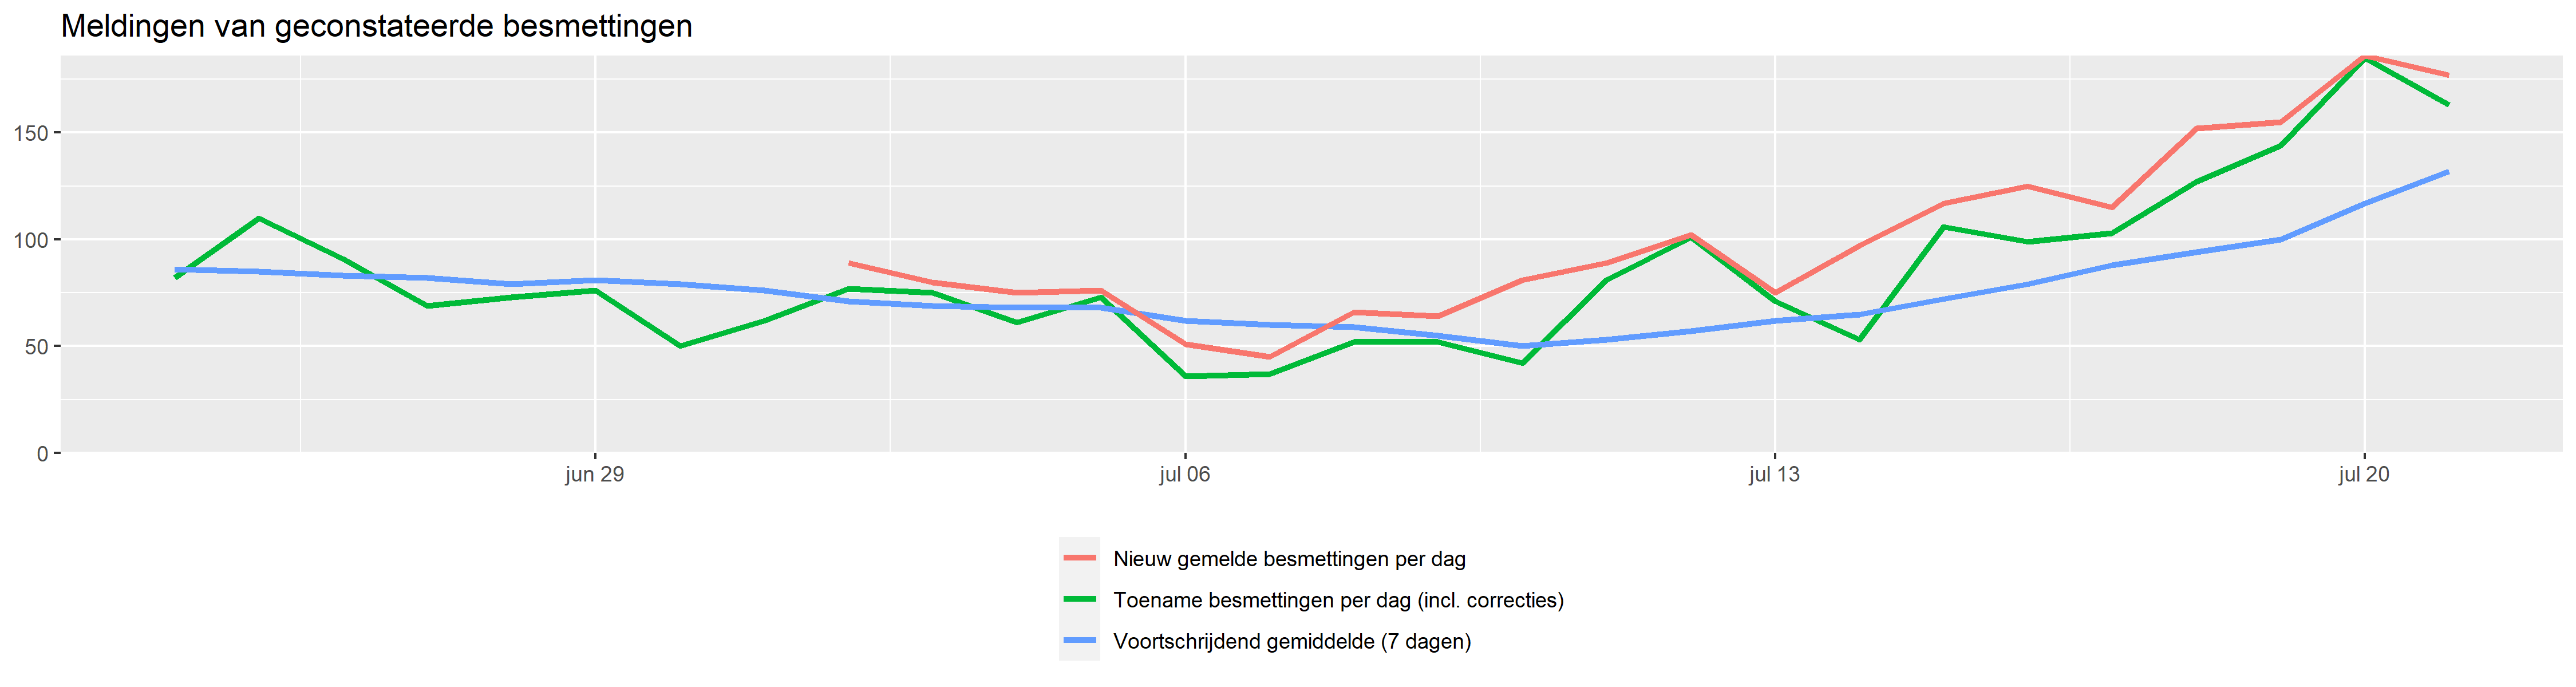 Meldingen van geconstateerde besmettingen
150
100
50
0
jun 29
jul 06
jul 13
jul 20
Nieuw gemelde besmettingen per dag
Toename besmettingen per dag (incl. correcties)
Voortschrijdend gemiddelde (7 dagen)